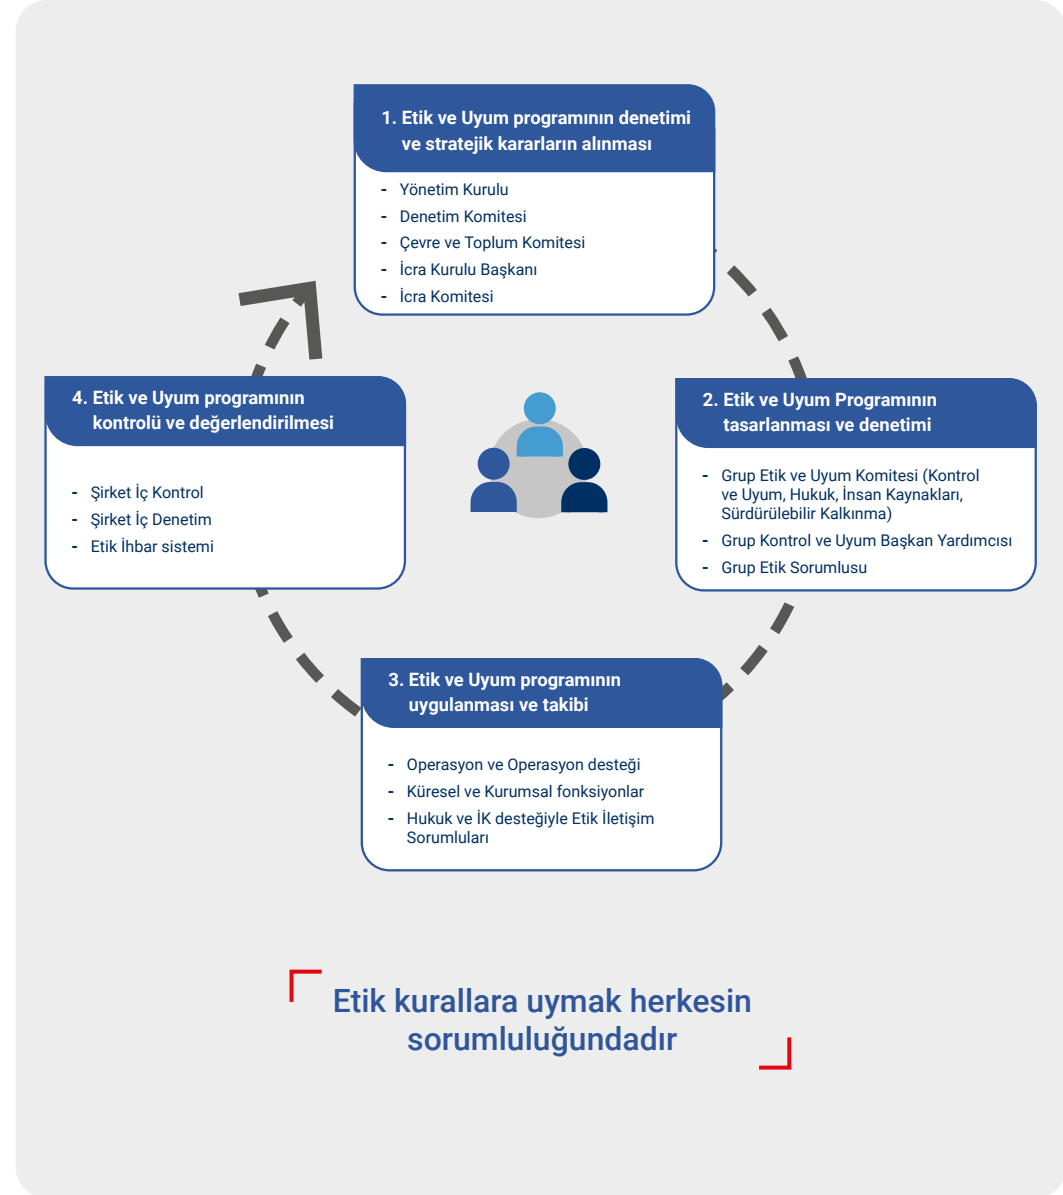 1. Etik ve Uyum programının denetimi
ve stratejik kararların alınması
- Yönetim Kurulu
- Denetim Komitesi
- Çevre ve Toplum Komitesi
- İcra Kurulu Başkanı
- İcra Komitesi
2. Etik ve Uyum Programının
tasarlanması ve denetimi
- Grup Etik ve Uyum Komitesi (Kontrol
ve Uyum, Hukuk, İnsan Kaynakları,
Sürdürülebilir Kalkınma)
- Grup Kontrol ve Uyum Başkan Yardımcısı
- Grup Etik Sorumlusu
3. Etik ve Uyum programının
uygulanması ve takibi
- Operasyon ve Operasyon desteği
- Küresel ve Kurumsal fonksiyonlar
- Hukuk ve İK desteğiyle Etik İletişim
Sorumluları
4. Etik ve Uyum programının
kontrolü ve değerlendirilmesi
- Şirket İç Kontrol
- Şirket İç Denetim
- Etik İhbar sistemi
Etik kurallara uymak herkesin
sorumluluğundadır